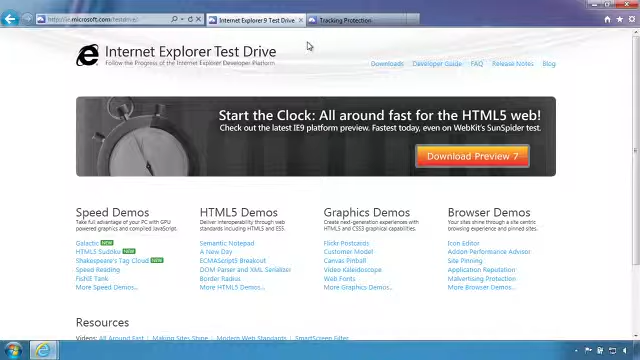 http://ie.microsoft.com/testdrive/
Internet Explorer 9 Test Drive
Tracking Protection
Internet Explorer Test Drive
Follow the Progress of the Internet Explorer Developer Platform
Downloads Developer Guide FAQ Release Notes Blog
Start the Clock: All around fast for the HTML5 web!
Check out the latest IE9 platform preview. Fastest today, even on WebKit's SunSpider test.
Download Preview 7
Speed Demos
Take full advantage of your PC with GPU
powered graphics and compiled JavaScript.
Galactic NEW
HTML5 Sudoku NEW
Shakespeare's Tag Cloud NEW
Speed Reading
FishIE Tank
More Speed Demos...
HTML5 Demos
Deliver interoperability through web
standards including HTML5 and ES5.
Semantic Notepad
A New Day
ECMAScript5 Breakout
DOM Parser and XML Serializer
Border Radius
More HTML5 Demos...
Graphics Demos
Create next-generation experiences
with HTML5 and CSS3 graphical capabilities.
Flickr Postcards
Customer Model
Canvas Pinball
Video Kaleidoscope
Web Fonts
More Graphics Demos...
Browser Demos
Your sites shine through a site centric
browsing experience and pinned sites.
Icon Editor
Addon Performance Advisor
Site Pinning
Application Reputation
Malvertising Protection
More Browser Demos...
Resources
Videos: All Around Fast Making Sites Shine Modern Web Standards SmartScreen Filter